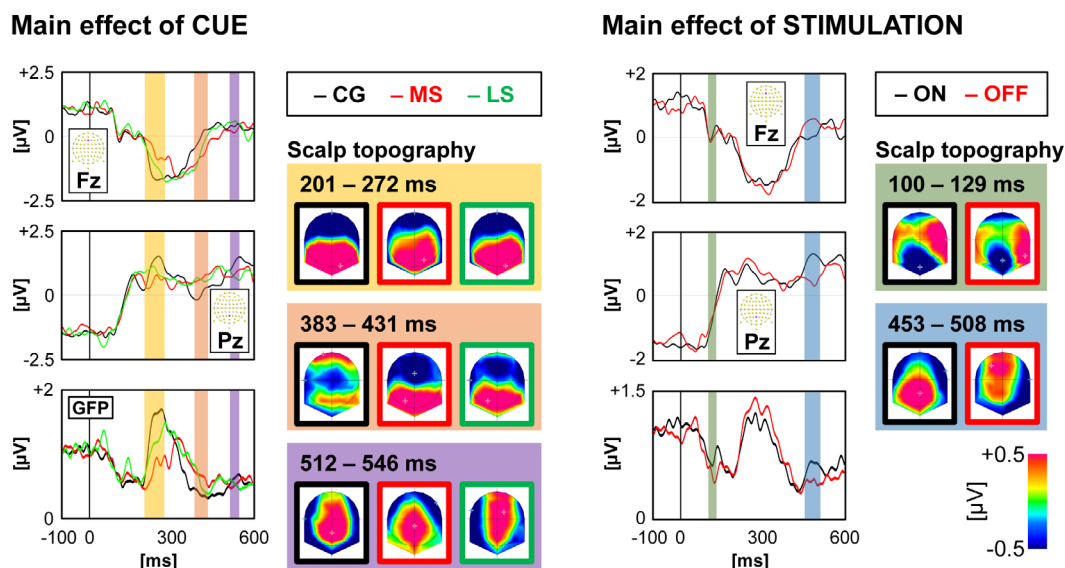 Main effect of CUE
+2.5
[µV]
0
-2.5
Fz
+2.5
[µV]
0
-2.5
Pz
+2
[µV]
0
GFP
-100 0 300 600
[ms]
– CG – MS – LS
Scalp topography
201 – 272 ms
383 – 431 ms
512 – 546 ms
Main effect of STIMULATION
+2
[µV]
0
-2
Fz
+2
[µV]
0
-2
Pz
+1.5
[µV]
0
-100 0 300 600
[ms]
– ON – OFF
Scalp topography
100 – 129 ms
453 – 508 ms
+0.5
[µV]
-0.5